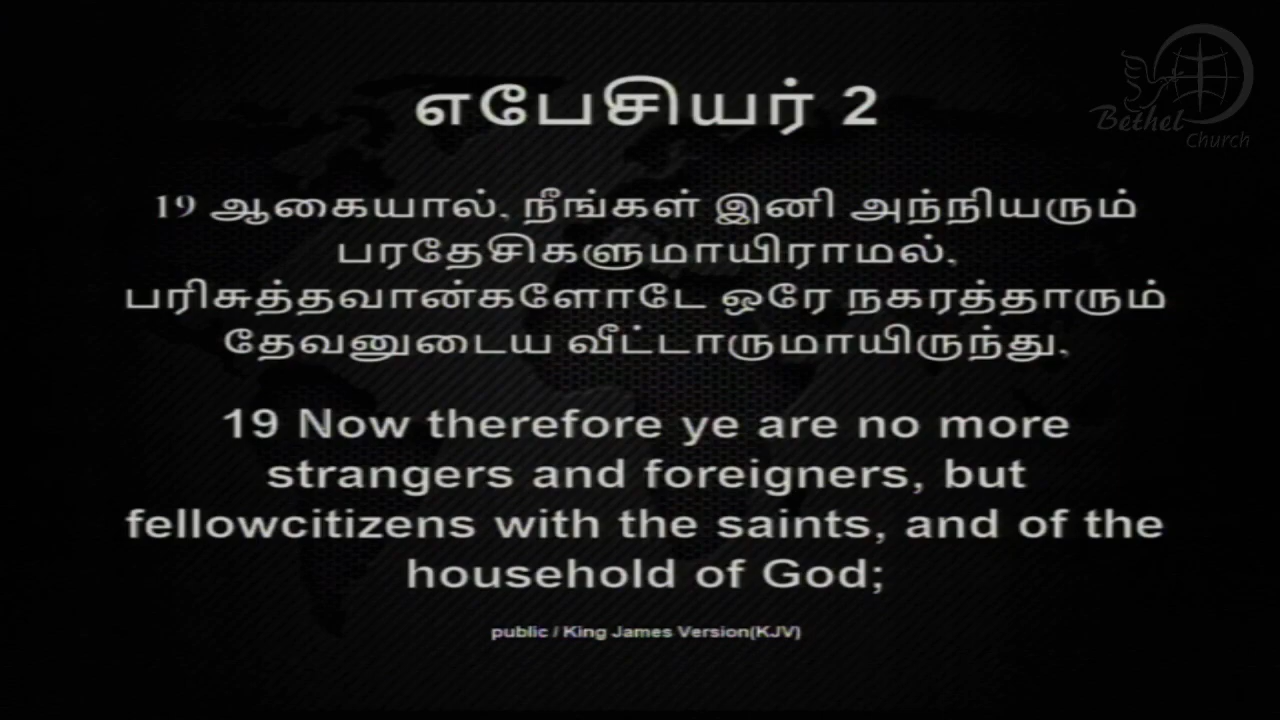 எபேசியர் 2
19 ஆகையால், நீங்கள் இனி அந்நியரும்
பரதேசிகளுமாயிராமல்,
பரிசுத்தவான்களோடே ஒரே நகரத்தாரும்
தேவனுடைய வீட்டாருமாயிருந்து,
19 Now therefore ye are no more
strangers and foreigners, but
fellowcitizens with the saints, and of the
household of God;
public / King James Version(KJV)
Bethel
Church